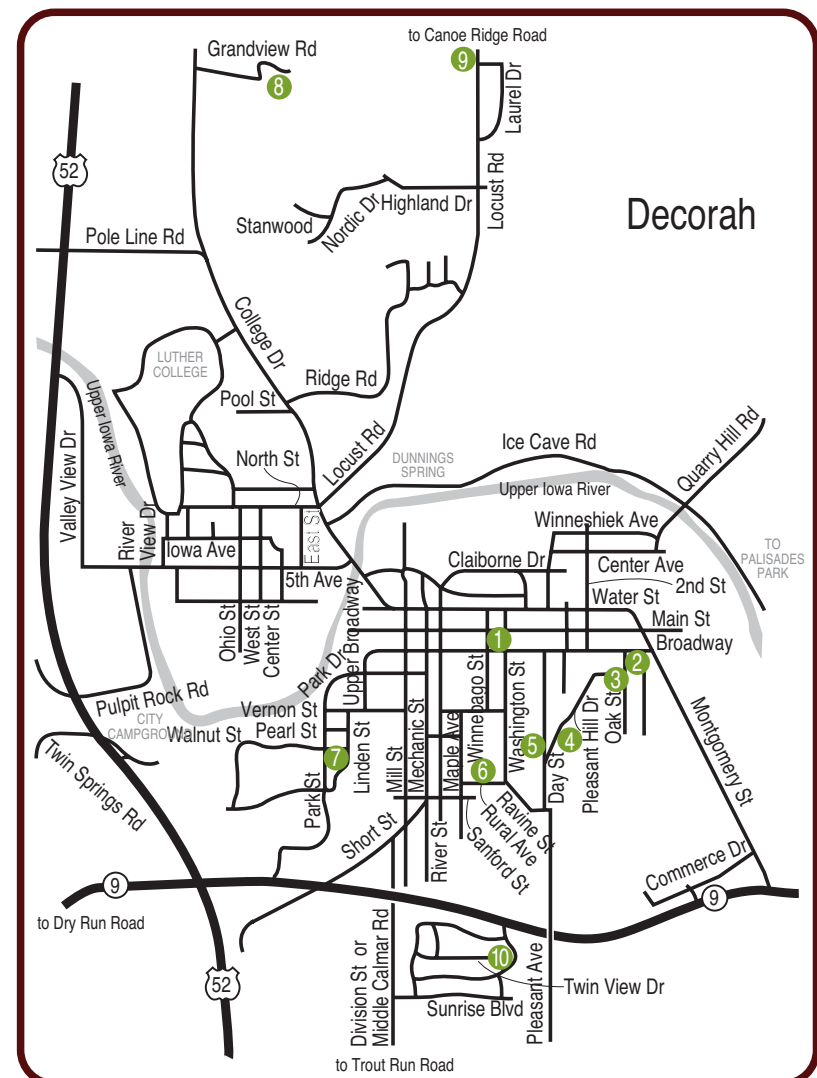 to Canoe Ridge Road
Grandview Rd
9
8
Laurel Dr
52
Locust Rd
Highland Dr
Nordic Dr
Stanwood
Decorah
Pole Line Rd
College Dr
LUTHER
COLLEGE
Ridge Rd
Pool St
Upper Iowa River
Locust Rd
DUNNINGS
SPRING
Ice Cave Rd
Quarry Hill Rd
North St
Upper Iowa River
Valley View Dr
River
View Dr
East St
Winneshiek Ave
Iowa Ave
Claiborne Dr
Center Ave
TO
PALISADES
PARK
5th Ave
2nd St
Water St
Ohio St
West St
Center St
Upper Broadway
Main St
1
Broadway
2
Park Dr
3
Pulpit Rock Rd
Winnebago St
Washington St
Oak St
Montgomery St
Vernon St
CITY
CAMPGROUND
Walnut St
Pearl St
Linden St
Mill St
Mechanic St
Maple Ave
5
4
Day St
Pleasant Hill Dr
7
6
Twin Springs Rd
Park St
Short St
River St
Ravine St
Rural Ave
Sanford St
Commerce Dr
9
9
to Dry Run Road
10
52
Division St or
Middle Calmar Rd
Twin View Dr
Sunrise Blvd
Pleasant Ave
to Trout Run Road